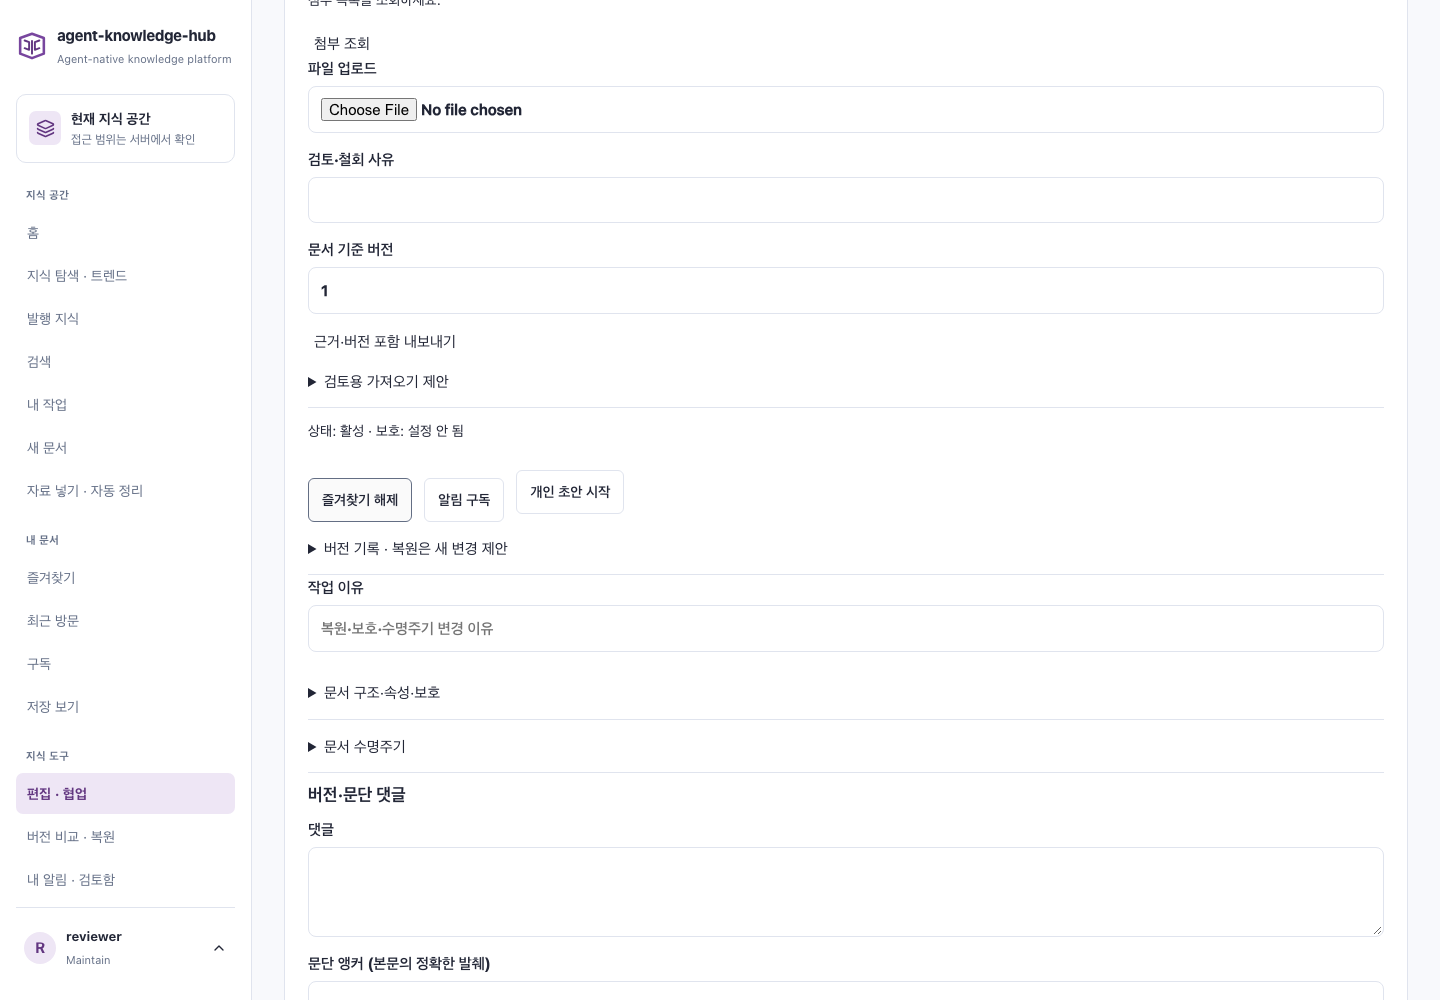 agent-knowledge-hub
Agent-native knowledge platform
현재 지식 공간
접근 범위는 서버에서 확인
지식 공간
홈
지식 탐색 · 트렌드
발행 지식
검색
내 작업
새 문서
자료 넣기 · 자동 정리
내 문서
즐겨찾기
최근 방문
구독
저장 보기
지식 도구
편집 · 협업
버전 비교 · 복원
내 알림 · 검토함
R
reviewer
Maintain
첨부 목록을 조회하세요.
첨부 조회
파일 업로드
Choose File No file chosen
검토·철회 사유
문서 기준 버전
1
근거·버전 포함 내보내기
검토용 가져오기 제안
상태: 활성 · 보호: 설정 안 됨
즐겨찾기 해제 알림 구독 개인 초안 시작
버전 기록 · 복원은 새 변경 제안
작업 이유
복원·보호·수명주기 변경 이유
문서 구조·속성·보호
문서 수명주기
버전·문단 댓글
댓글
문단 앵커 (본문의 정확한 발췌)